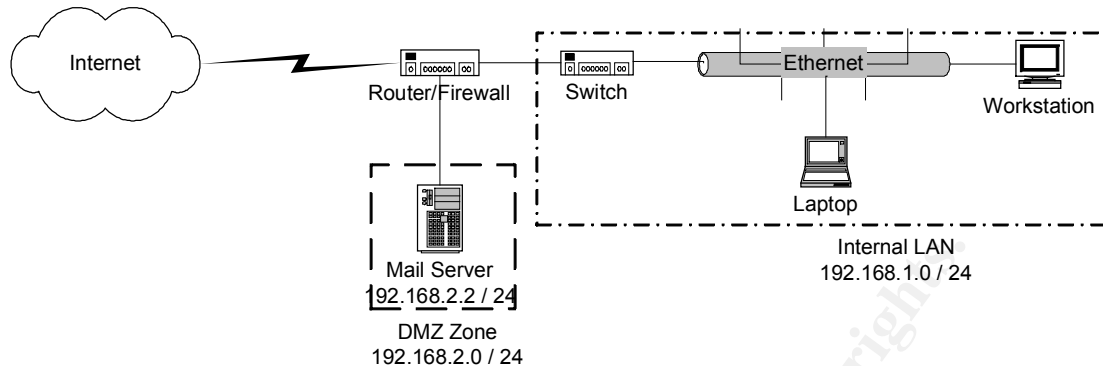 Internet
Router/Firewall
Switch
Ethernet
Workstation
Laptop
Internal LAN
192.168.1.0 / 24
Mail Server
192.168.2.2 / 24
DMZ Zone
192.168.2.0 / 24
rights.